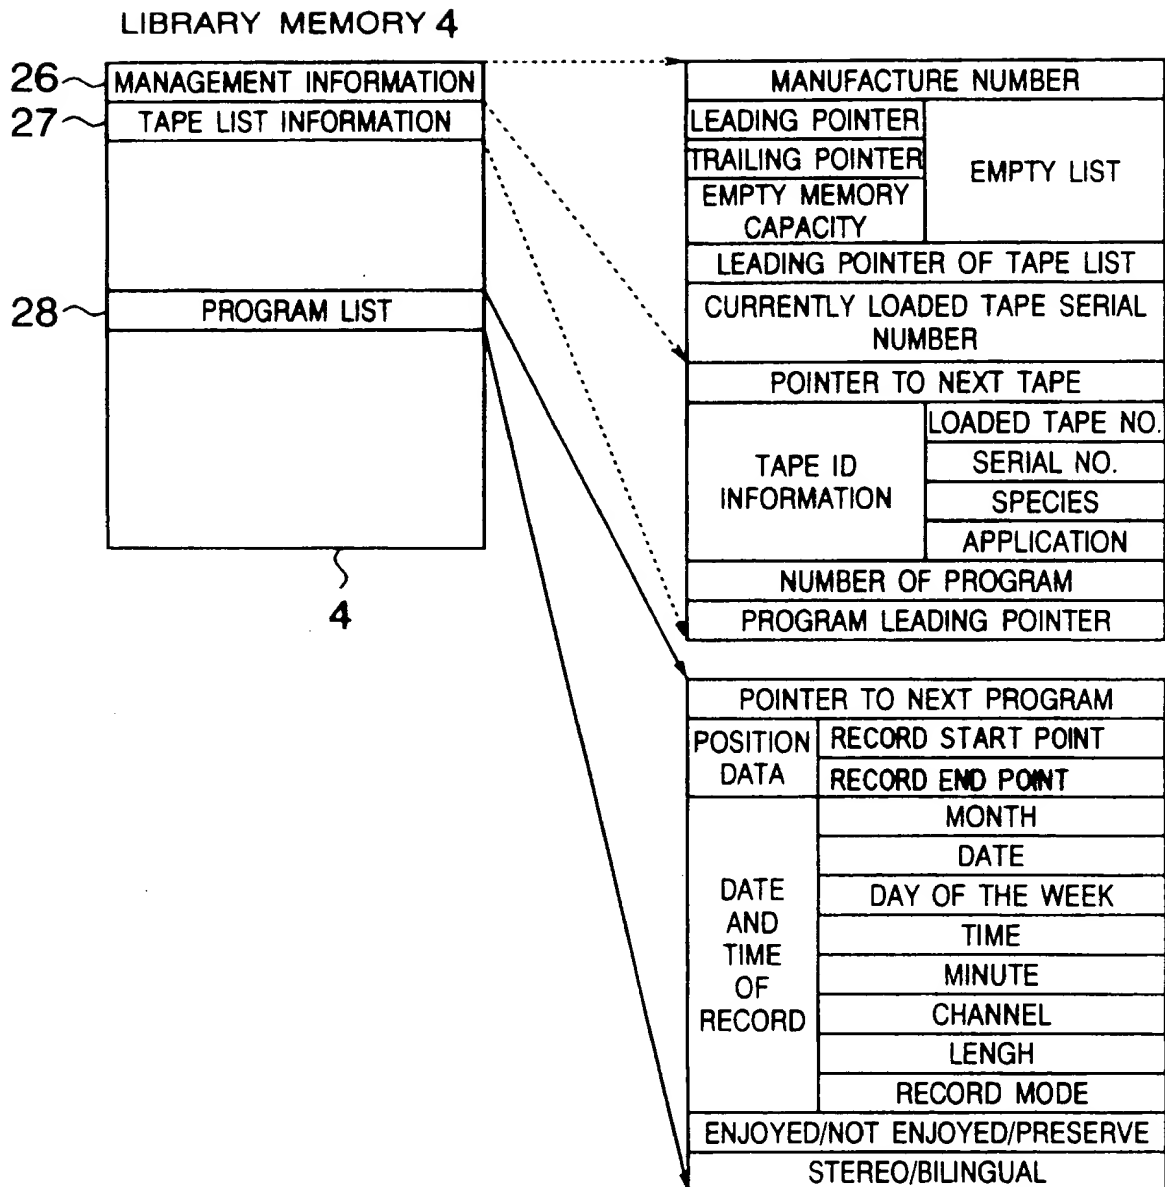 LIBRARY MEMORY 4
26
MANAGEMENT INFORMATION
27
TAPE LIST INFORMATION
28
PROGRAM LIST
4
MANUFACTURE NUMBER
LEADING POINTER
TRAILING POINTER
EMPTY MEMORY
CAPACITY
EMPTY LIST
LEADING POINTER OF TAPE LIST
CURRENTLY LOADED TAPE SERIAL
NUMBER
POINTER TO NEXT TAPE
TAPE ID
INFORMATION
LOADED TAPE NO.
SERIAL NO.
SPECIES
APPLICATION
NUMBER OF PROGRAM
PROGRAM LEADING POINTER
POINTER TO NEXT PROGRAM
POSITION
DATA
RECORD START POINT
RECORD END POINT
DATE
AND
TIME
OF
RECORD
MONTH
DATE
DAY OF THE WEEK
TIME
MINUTE
CHANNEL
LENGH
RECORD MODE
ENJOYED/NOT ENJOYED/PRESERVE
STEREO/BILINGUAL